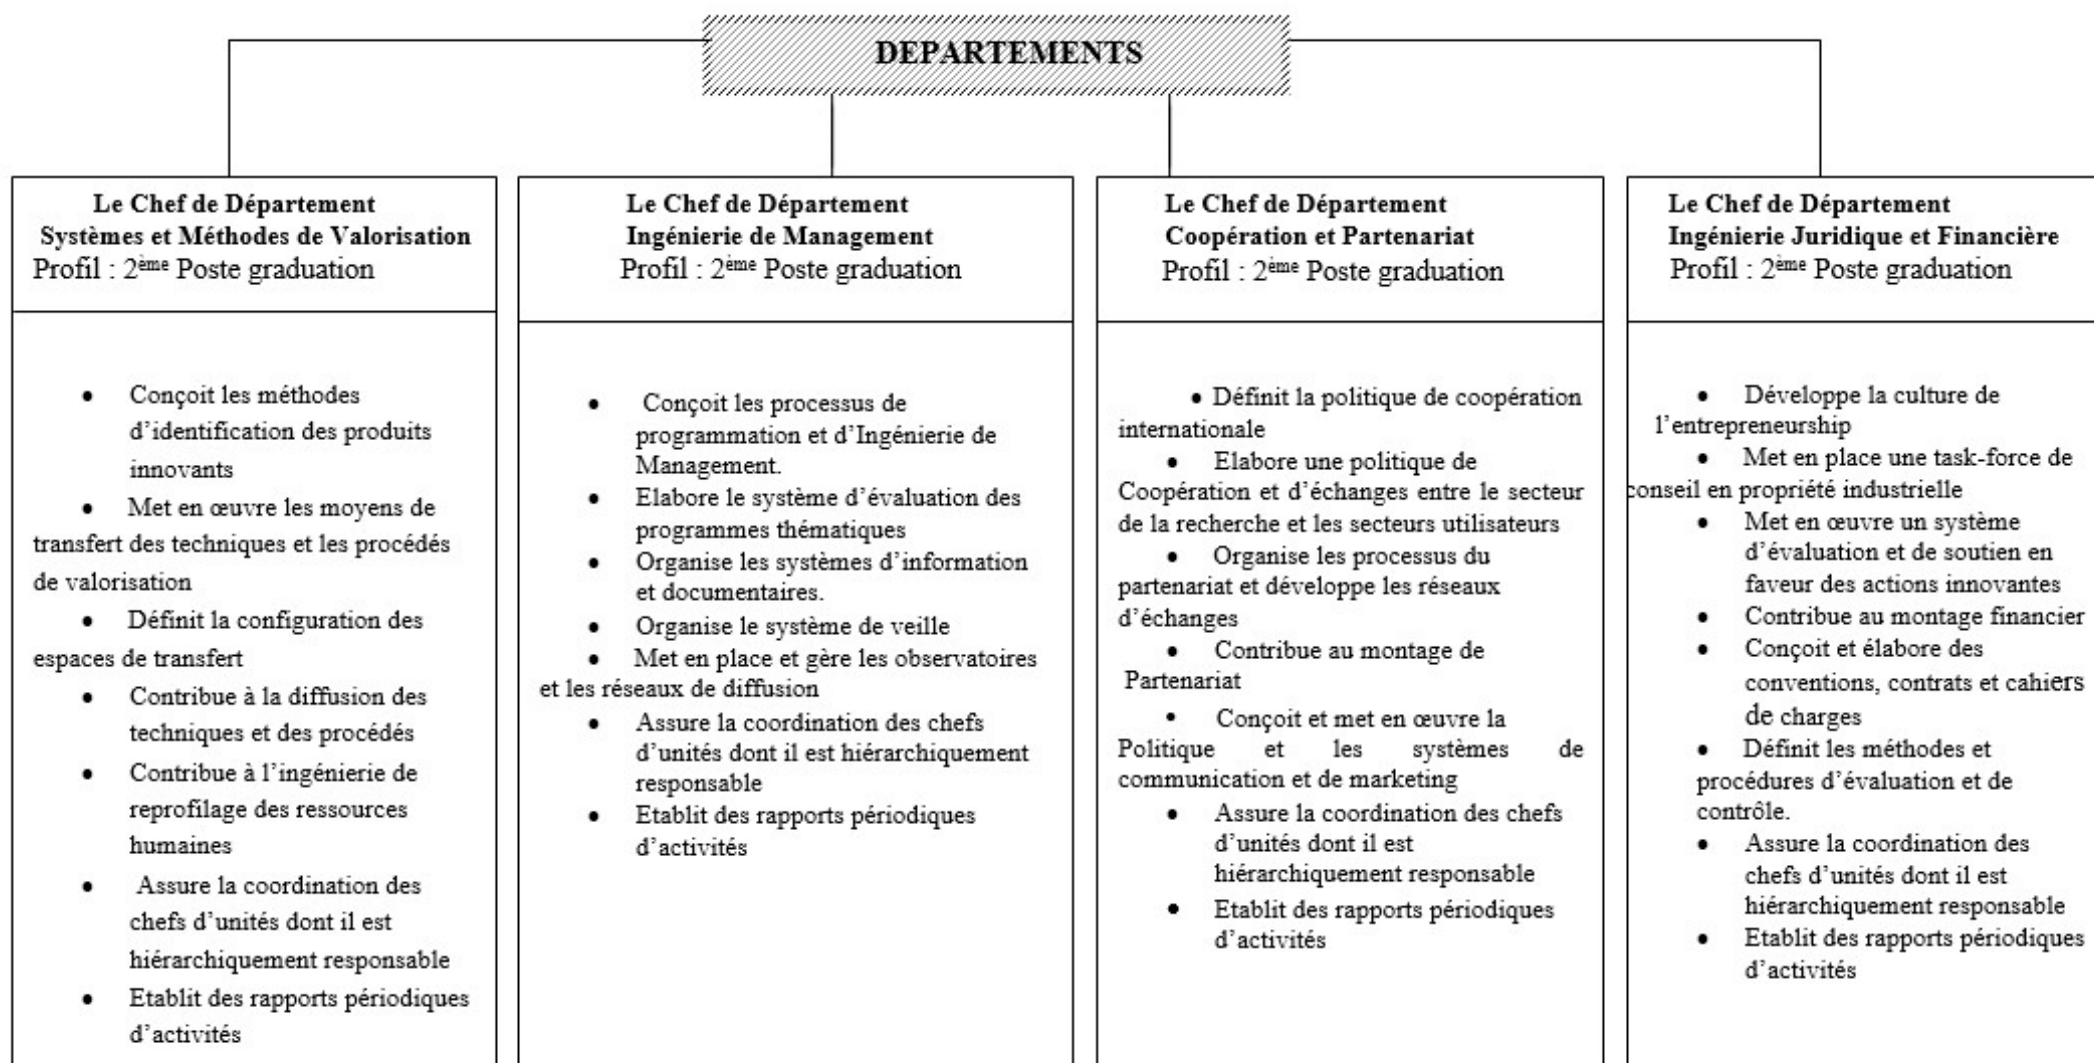 DEPARTEMENTS
Le Chef de Département
Systèmes et Méthodes de Valorisation
Profil : 2ème Poste graduation
• Conçoit les méthodes
d’identification des produits
innovants
• Met en œuvre les moyens de
transfert des techniques et les procédés
de valorisation
• Définit la configuration des
espaces de transfert
• Contribue à la diffusion des
techniques et des procédés
• Contribue à l’ingénierie de
reprofilage des ressources
humaines
• Assure la coordination des
chefs d’unités dont il est
hiérarchiquement responsable
• Etablit des rapports périodiques
d’activités
Le Chef de Département
Ingénierie de Management
Profil : 2ème Poste graduation
• Conçoit les processus de
programmation et d’Ingénierie de
Management.
• Elabore le système d’évaluation des
programmes thématiques
• Organise les systèmes d’information
et documentaires.
• Organise le système de veille
• Met en place et gère les observatoires
et les réseaux de diffusion
• Assure la coordination des chefs
d’unités dont il est hiérarchiquement
responsable
• Etablit des rapports périodiques
d’activités
Le Chef de Département
Coopération et Partenariat
Profil : 2ème Poste graduation
• Définit la politique de coopération
internationale
• Elabore une politique de
Coopération et d’échanges entre le secteur
de la recherche et les secteurs utilisateurs
• Organise les processus du
partenariat et développe les réseaux
d’échanges
• Contribue au montage de
Partenariat
• Conçoit et met en œuvre la
Politique et les systèmes de
communication et de marketing
• Assure la coordination des chefs
d’unités dont il est
hiérarchiquement responsable
• Etablit des rapports périodiques
d’activités
Le Chef de Département
Ingénierie Juridique et Financière
Profil : 2ème Poste graduation
• Développe la culture de
l’entrepreneurship
• Met en place une task-force de
conseil en propriété industrielle
• Met en œuvre un système
d’évaluation et de soutien en
faveur des actions innovantes
• Contribue au montage financier
• Conçoit et élabore des
conventions, contrats et cahiers
de charges
• Définit les méthodes et
procédures d’évaluation et de
contrôle.
• Assure la coordination des
chefs d’unités dont il est
hiérarchiquement responsable
• Etablit des rapports périodiques
d’activités